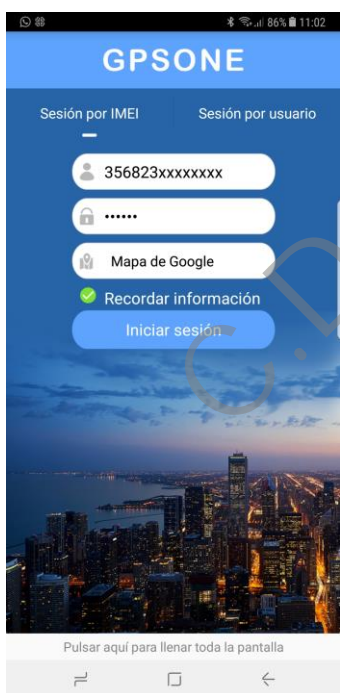 86% 11:02
GPSONE
Sesión por IMEI Sesión por usuario
356823xxxxxxxx
••••••
Mapa de Google
Recordar información
Iniciar sesión
C.D
Pulsar aquí para llenar toda la pantalla